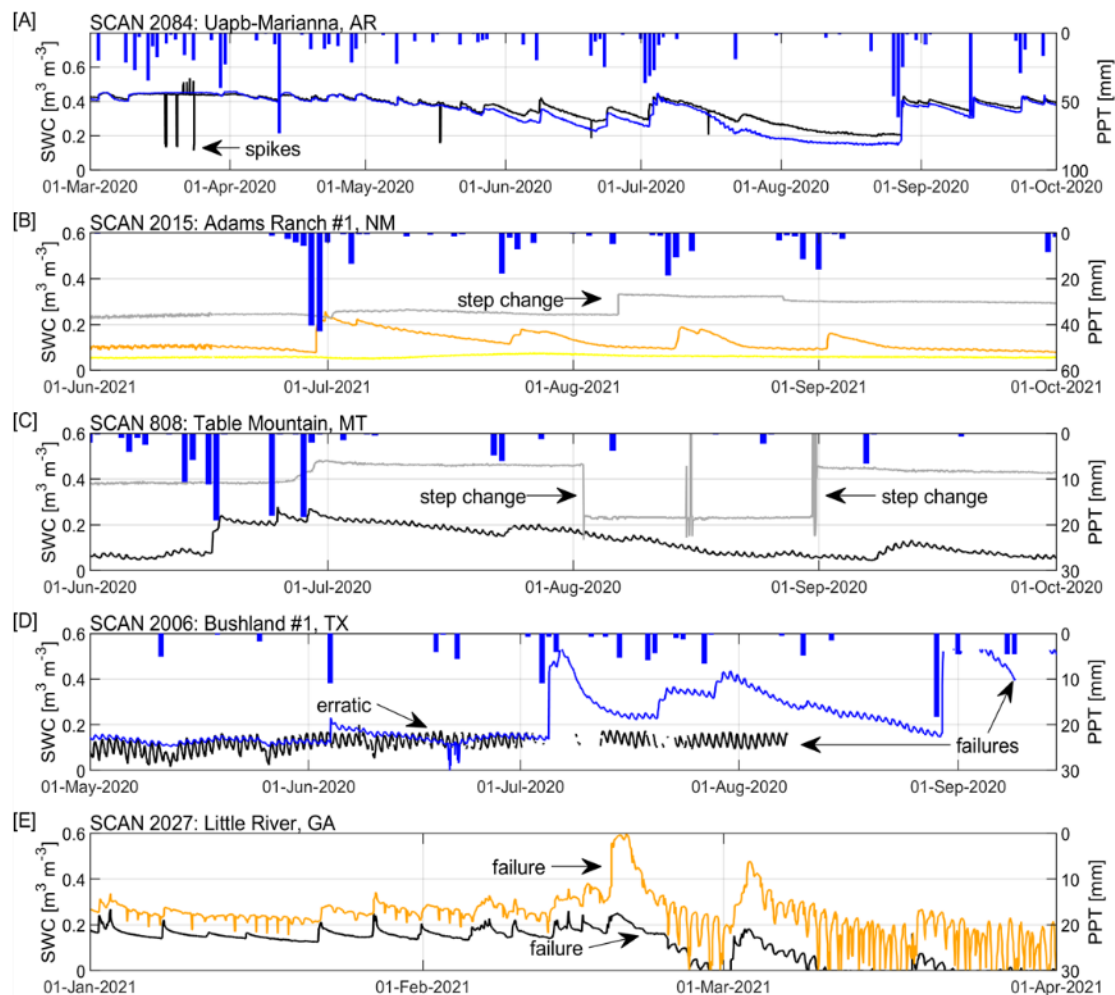 [A] SCAN 2084: Uapb-Marianna, AR
SWC [m³ m⁻³]
0.6
0.4
0.2
0
spikes
0
50
100
PPT [mm]
01-Mar-2020 01-Apr-2020 01-May-2020 01-Jun-2020 01-Jul-2020 01-Aug-2020 01-Sep-2020 01-Oct-2020
[B] SCAN 2015: Adams Ranch #1, NM
SWC [m³ m⁻³]
0.6
0.4
0.2
0
step change
0
20
40
60
PPT [mm]
01-Jun-2021 01-Jul-2021 01-Aug-2021 01-Sep-2021 01-Oct-2021
[C] SCAN 808: Table Mountain, MT
SWC [m³ m⁻³]
0.6
0.4
0.2
0
step change
step change
0
10
20
30
PPT [mm]
01-Jun-2020 01-Jul-2020 01-Aug-2020 01-Sep-2020 01-Oct-2020
[D] SCAN 2006: Bushland #1, TX
SWC [m³ m⁻³]
0.6
0.4
0.2
0
erratic
failures
0
10
20
30
PPT [mm]
01-May-2020 01-Jun-2020 01-Jul-2020 01-Aug-2020 01-Sep-2020
[E] SCAN 2027: Little River, GA
SWC [m³ m⁻³]
0.6
0.4
0.2
0
failure
failure
0
10
20
30
PPT [mm]
01-Jan-2021 01-Feb-2021 01-Mar-2021 01-Apr-2021